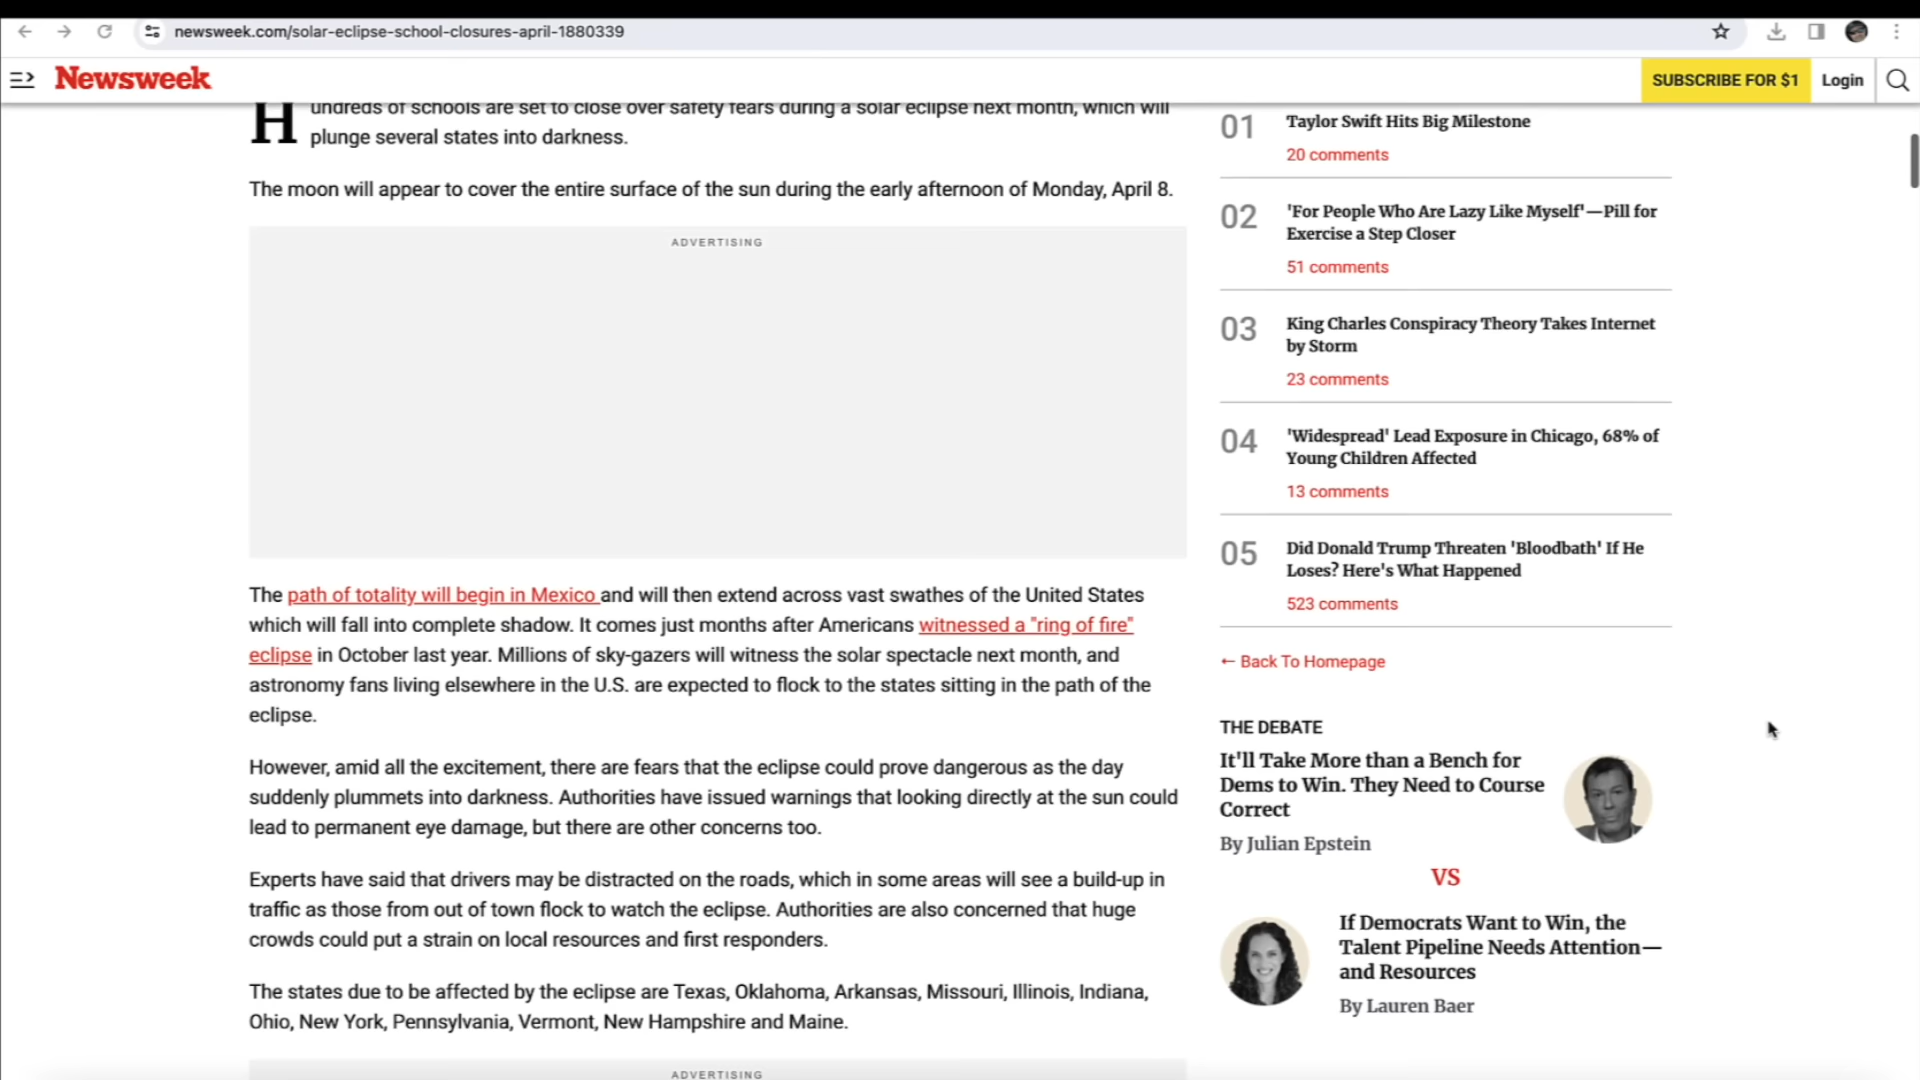 newsweek.com/solar-eclipse-school-closures-april-1880339
Newsweek
SUBSCRIBE FOR $1
Login
Hundreds of schools are set to close over safety fears during a solar eclipse next month, which will
plunge several states into darkness.
The moon will appear to cover the entire surface of the sun during the early afternoon of Monday, April 8.
ADVERTISING
The path of totality will begin in Mexico and will then extend across vast swathes of the United States
which will fall into complete shadow. It comes just months after Americans witnessed a "ring of fire"
eclipse in October last year. Millions of sky-gazers will witness the solar spectacle next month, and
astronomy fans living elsewhere in the U.S. are expected to flock to the states sitting in the path of the
eclipse.
However, amid all the excitement, there are fears that the eclipse could prove dangerous as the day
suddenly plummets into darkness. Authorities have issued warnings that looking directly at the sun could
lead to permanent eye damage, but there are other concerns too.
Experts have said that drivers may be distracted on the roads, which in some areas will see a build-up in
traffic as those from out of town flock to watch the eclipse. Authorities are also concerned that huge
crowds could put a strain on local resources and first responders.
The states due to be affected by the eclipse are Texas, Oklahoma, Arkansas, Missouri, Illinois, Indiana,
Ohio, New York, Pennsylvania, Vermont, New Hampshire and Maine.
ADVERTISING
01
Taylor Swift Hits Big Milestone
20 comments
02
'For People Who Are Lazy Like Myself'—Pill for
Exercise a Step Closer
51 comments
03
King Charles Conspiracy Theory Takes Internet
by Storm
23 comments
04
'Widespread' Lead Exposure in Chicago, 68% of
Young Children Affected
13 comments
05
Did Donald Trump Threaten 'Bloodbath' If He
Loses? Here's What Happened
523 comments
← Back To Homepage
THE DEBATE
It'll Take More than a Bench for
Dems to Win. They Need to Course
Correct
By Julian Epstein
VS
If Democrats Want to Win, the
Talent Pipeline Needs Attention—
and Resources
By Lauren Baer